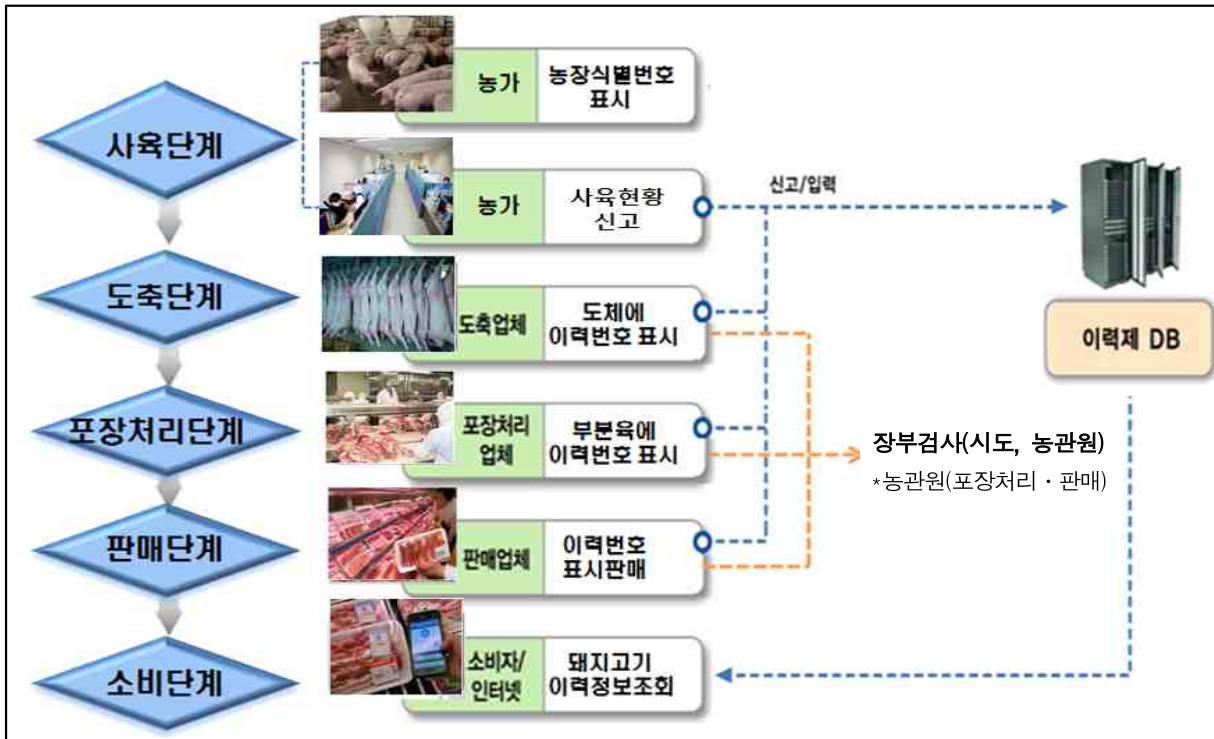 사육단계
농가
농장식별번호
표시
농가
사육현황
신고
신고/입력
도축단계
도축업체
도체에
이력번호 표시
이력제 DB
포장처리단계
포장처리
업체
부분육에
이력번호 표시
장부검사(시도, 농관원)
*농관원(포장처리 · 판매)
판매단계
판매업체
이력번호
표시판매
소비단계
소비자/
인터넷
돼지고기
이력정보조회